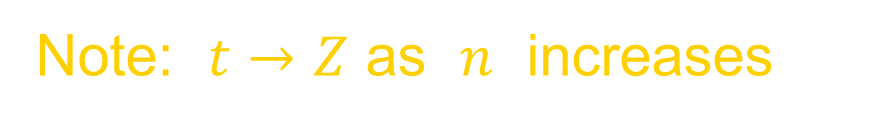 Note: t → Z as n increases